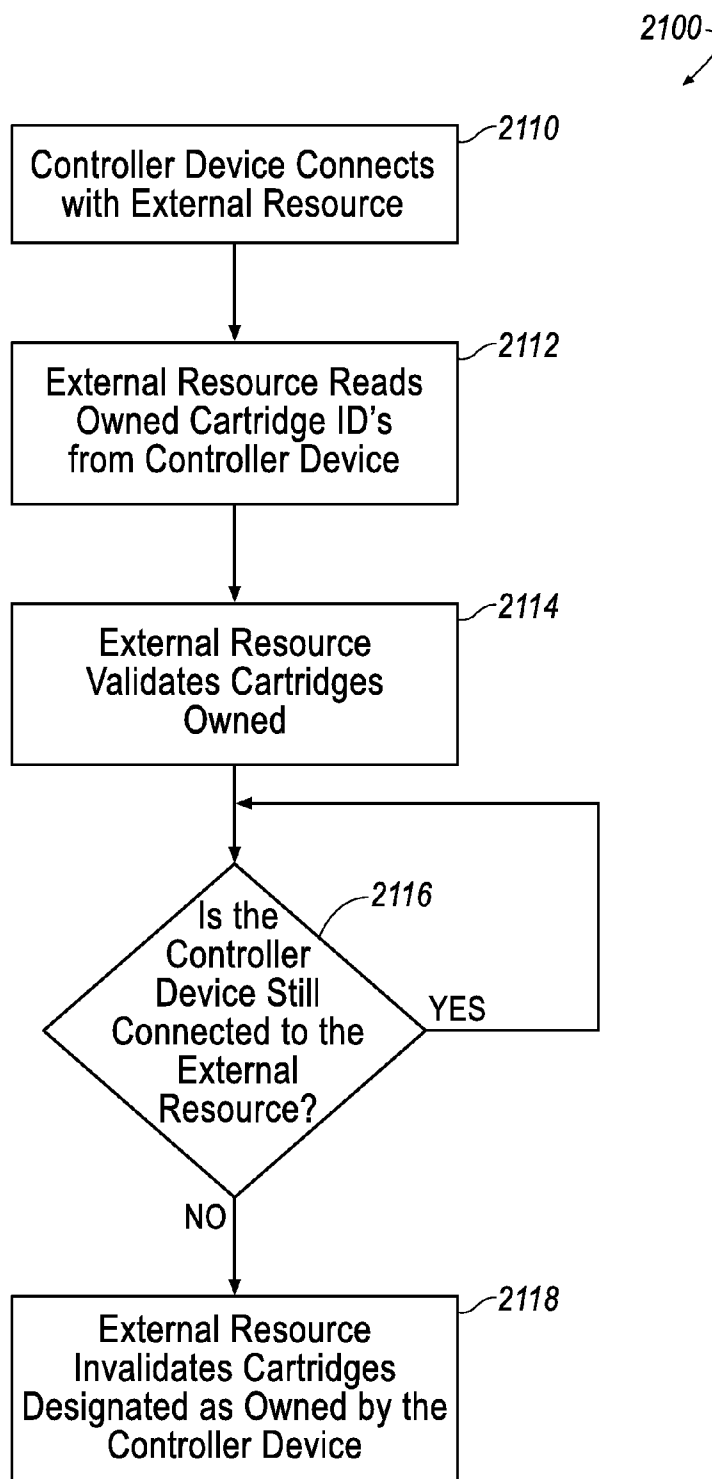 2100
2110
Controller Device Connects
with External Resource
2112
External Resource Reads
Owned Cartridge ID's
from Controller Device
2114
External Resource
Validates Cartridges
Owned
2116
Is the
Controller
Device Still
Connected to the
External
Resource?
YES
NO
2118
External Resource
Invalidates Cartridges
Designated as Owned by the
Controller Device